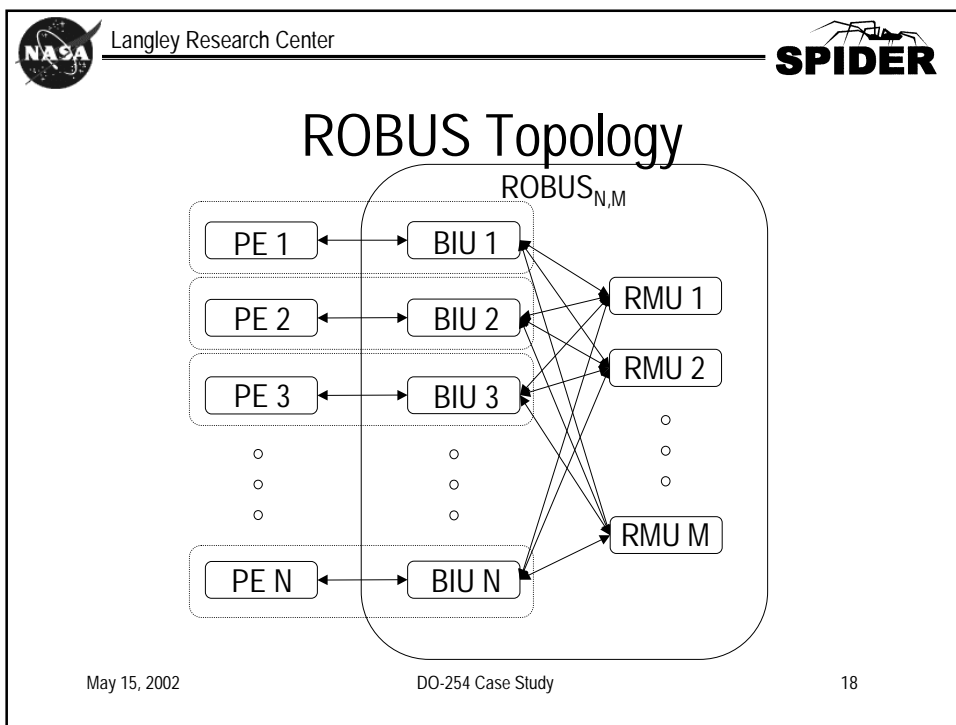 NASA
Langley Research Center
SPIDER
ROBUS Topology
ROBUSN,M
PE 1
BIU 1
RMU 1
PE 2
BIU 2
RMU 2
PE 3
BIU 3
RMU M
PE N
BIU N
May 15, 2002
DO-254 Case Study
18